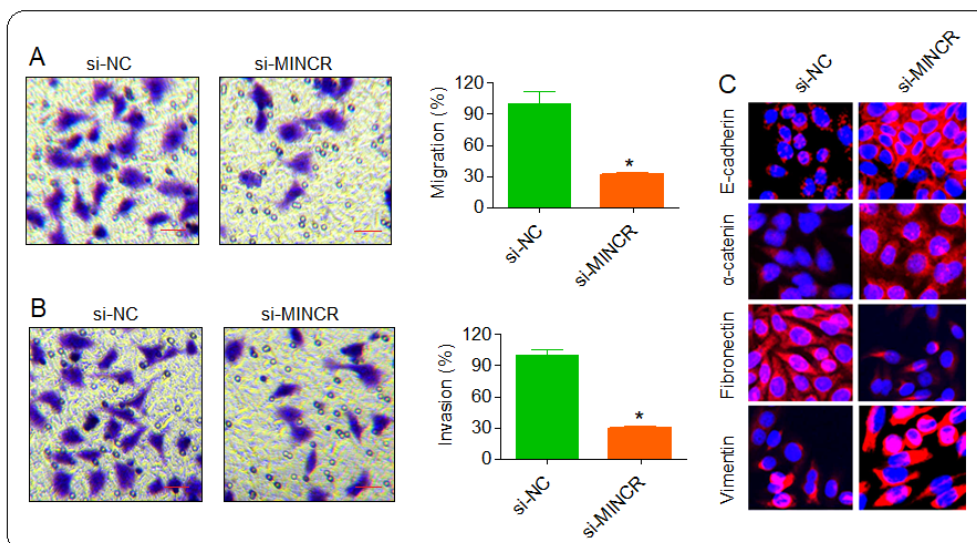 A
si-NC
si-MINCR
Migration (%)
120
90
60
30
0
*
si-NC
si-MINCR
B
si-NC
si-MINCR
Invasion (%)
120
90
60
30
0
*
si-NC
si-MINCR
C
si-NC
si-MINCR
E-cadherin
α-catenin
Fibronectin
Vimentin